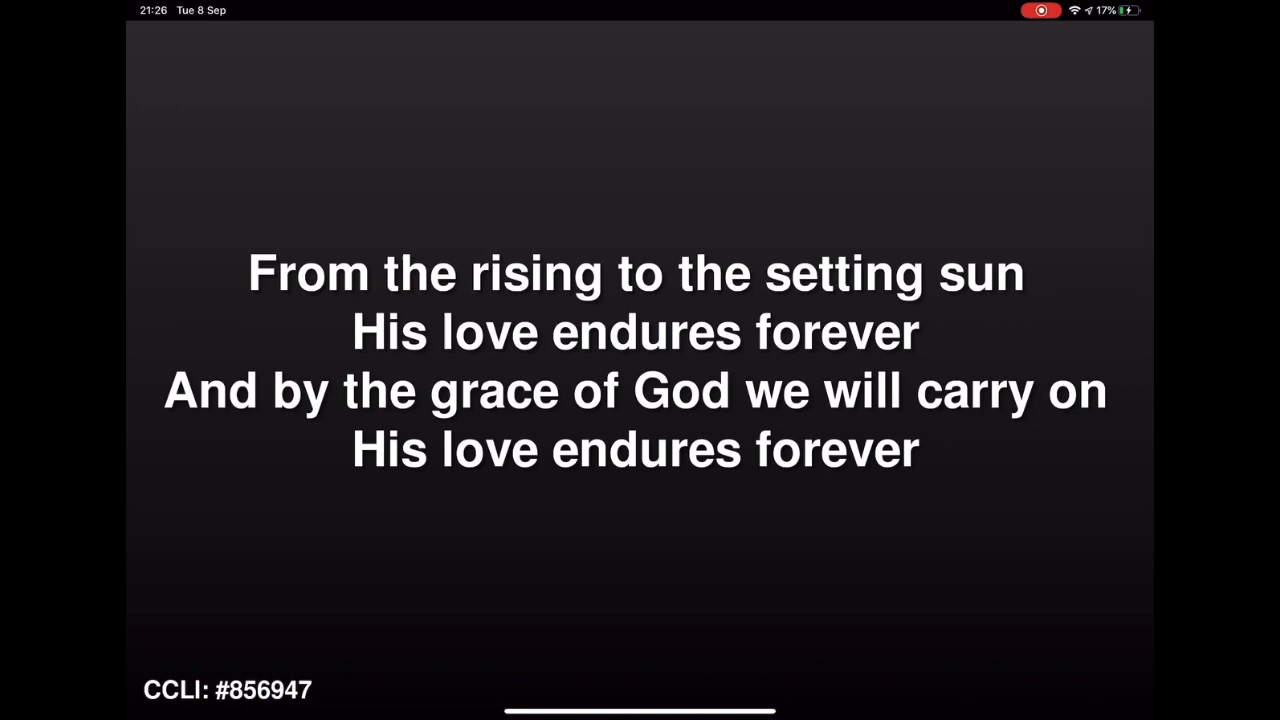 21:26 Tue 8 Sep 17%
From the rising to the setting sun
His love endures forever
And by the grace of God we will carry on
His love endures forever
CCLI: #856947